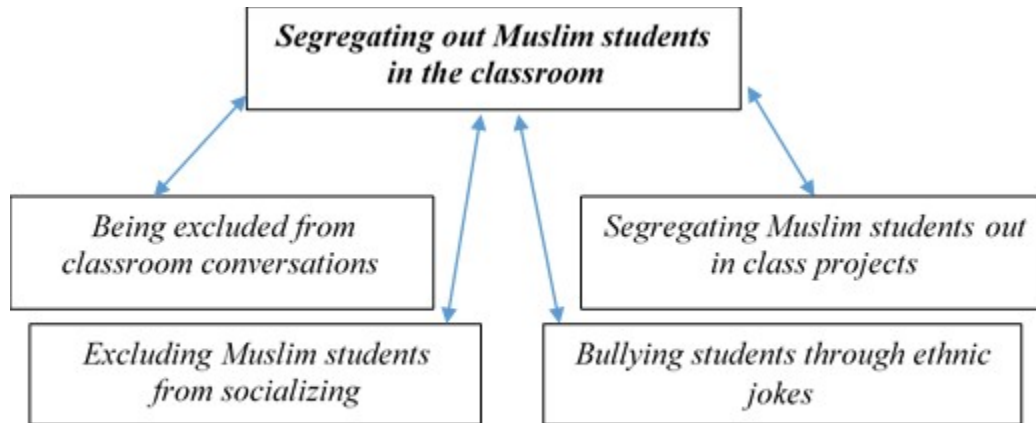 Segregating out Muslim students
in the classroom
Being excluded from
classroom conversations
Segregating Muslim students out
in class projects
Excluding Muslim students
from socializing
Bullying students through ethnic
jokes